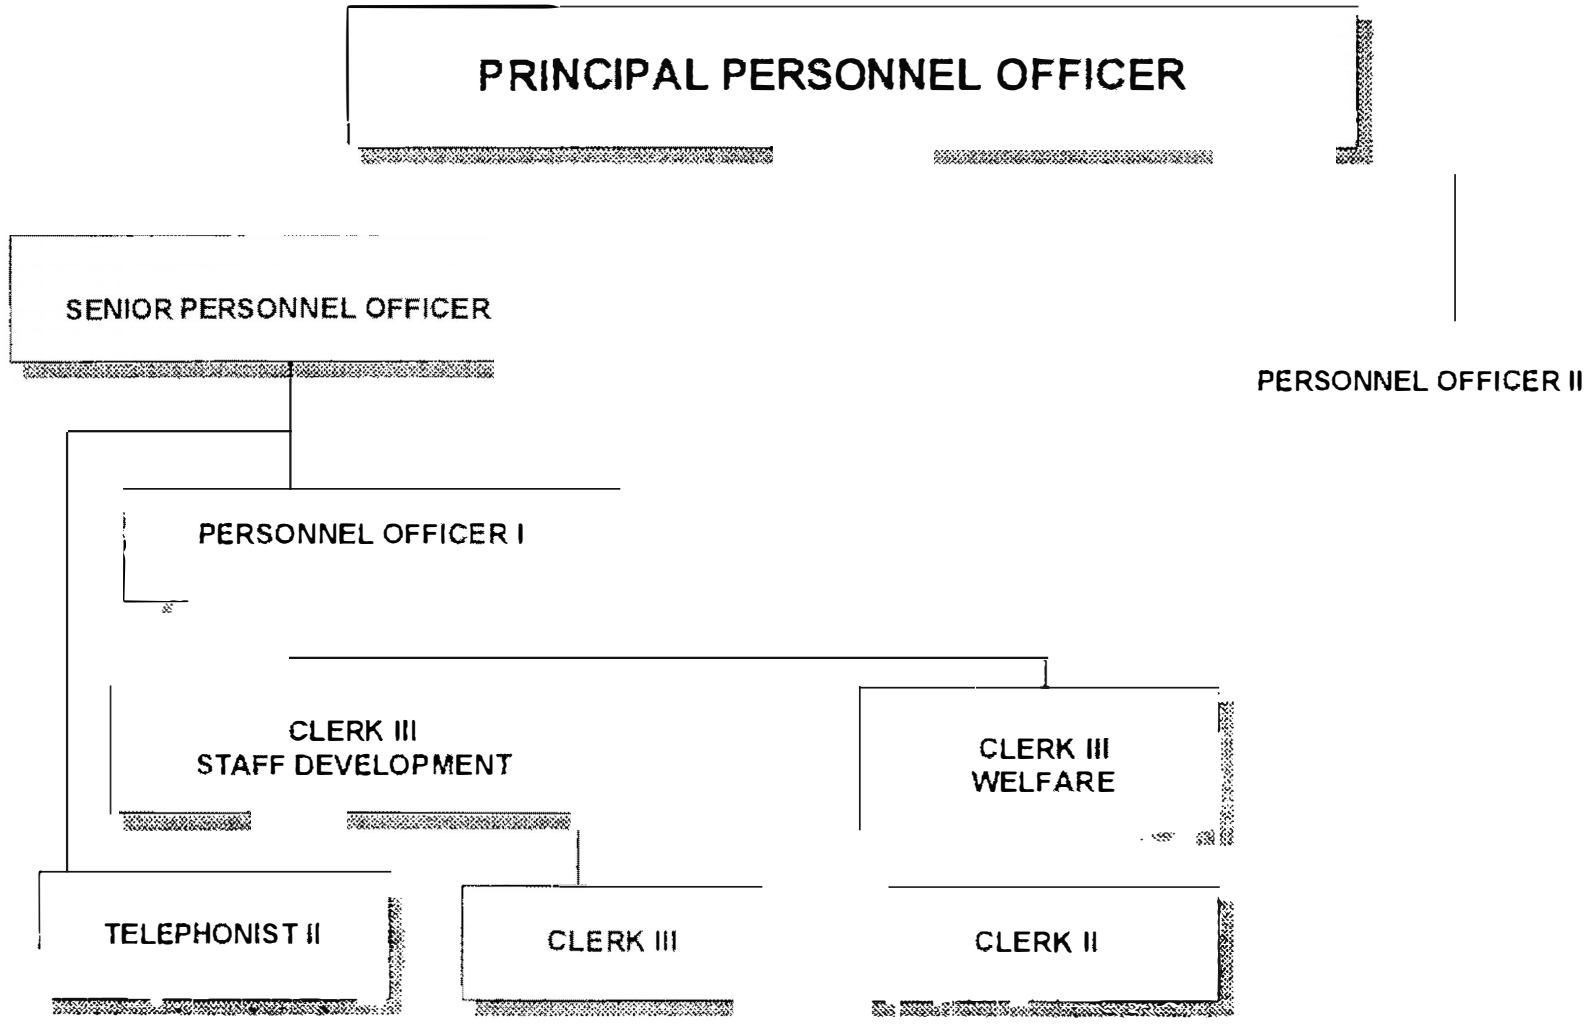 PRINCIPAL PERSONNEL OFFICER
SENIOR PERSONNEL OFFICER
PERSONNEL OFFICER II
PERSONNEL OFFICER I
CLERK III
STAFF DEVELOPMENT
CLERK III
WELFARE
TELEPHONIST II
CLERK III
CLERK II